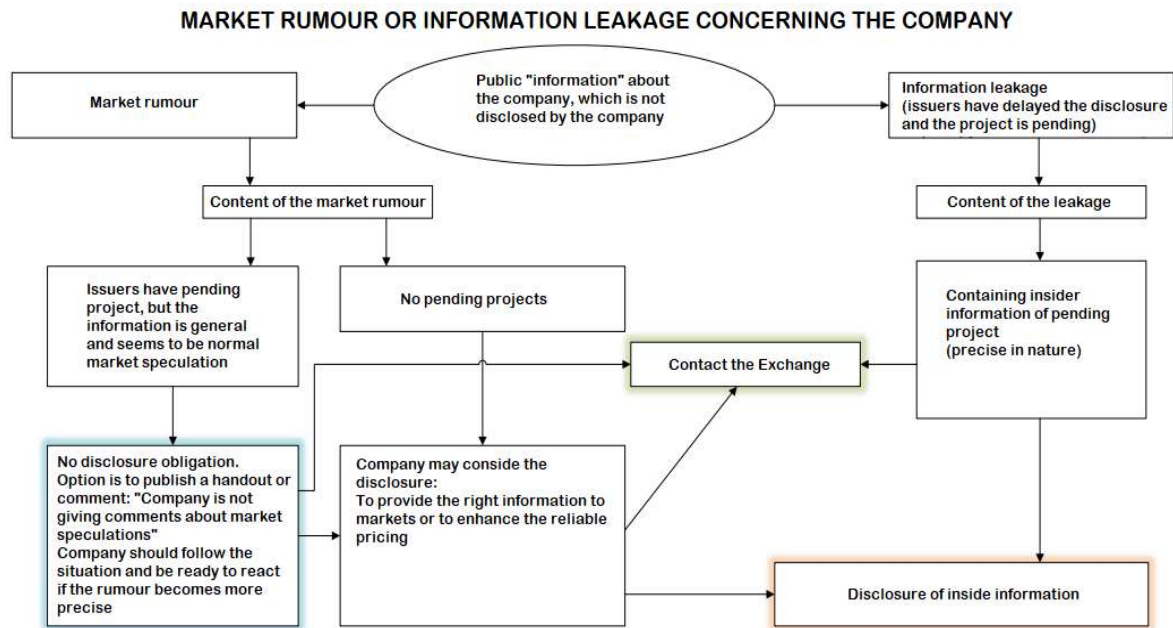 MARKET RUMOUR OR INFORMATION LEAKAGE CONCERNING THE COMPANY
Public "information" about
the company, which is not
disclosed by the company
Market rumour
Information leakage
(issuers have delayed the disclosure
and the project is pending)
Content of the market rumour
Content of the leakage
Issuers have pending
project, but the
information is general
and seems to be normal
market speculation
No pending projects
Containing insider
information of pending
project
(precise in nature)
Contact the Exchange
No disclosure obligation.
Option is to publish a handout or
comment: "Company is not
giving comments about market
speculations"
Company should follow the
situation and be ready to react
if the rumour becomes more
precise
Company may conside the
disclosure:
To provide the right information to
markets or to enhance the reliable
pricing
Disclosure of inside information